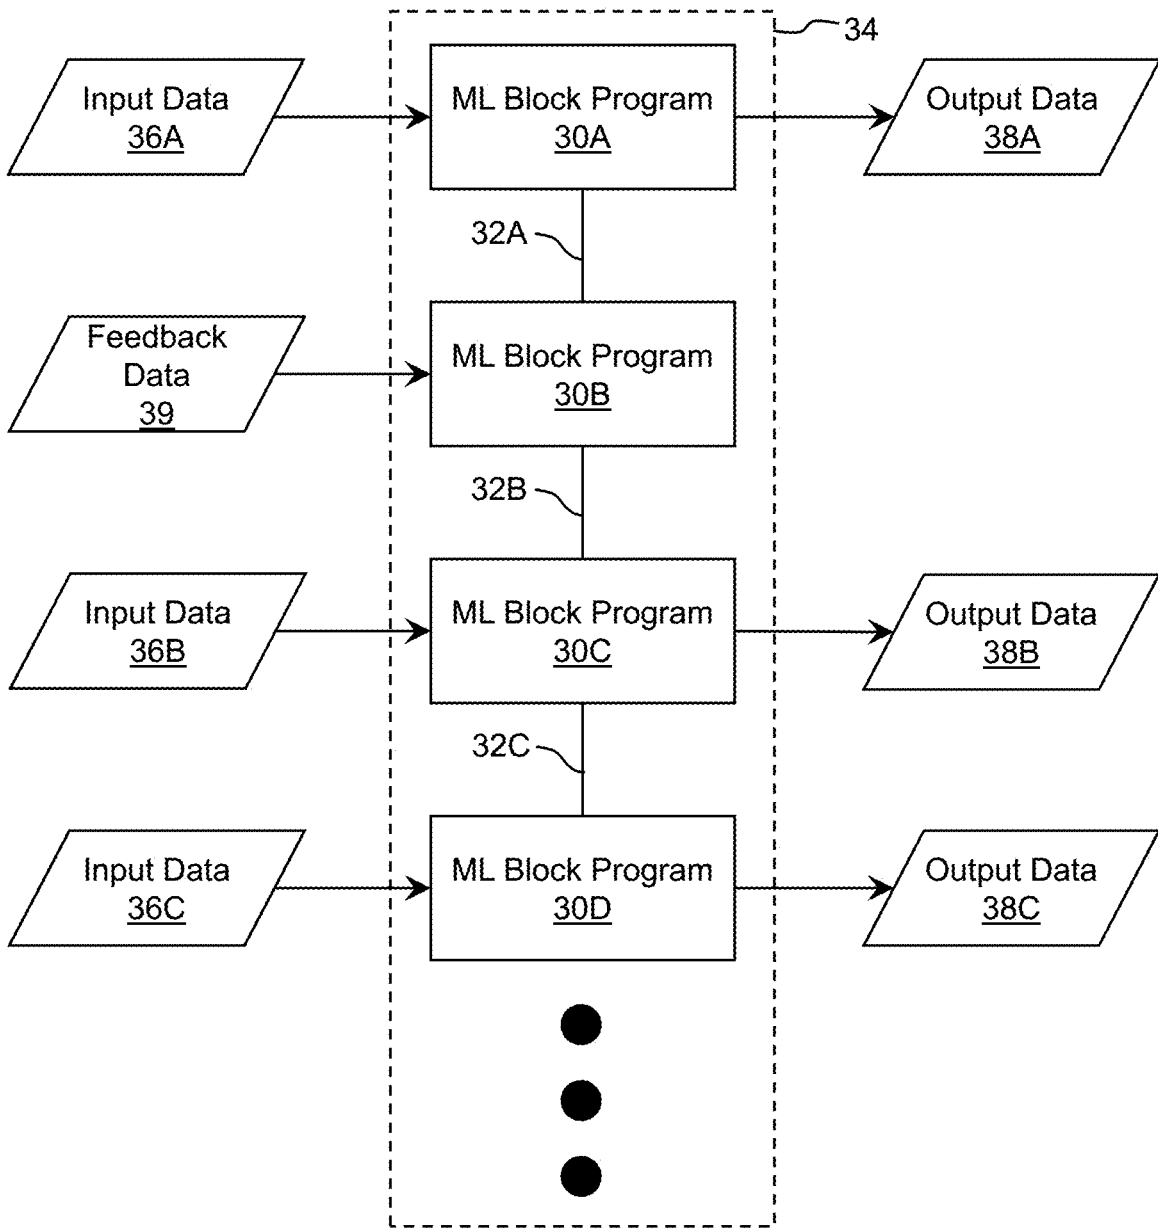 34
Input Data
36A
ML Block Program
30A
Output Data
38A
32A
Feedback
Data
39
ML Block Program
30B
32B
Input Data
36B
ML Block Program
30C
Output Data
38B
32C
Input Data
36C
ML Block Program
30D
Output Data
38C